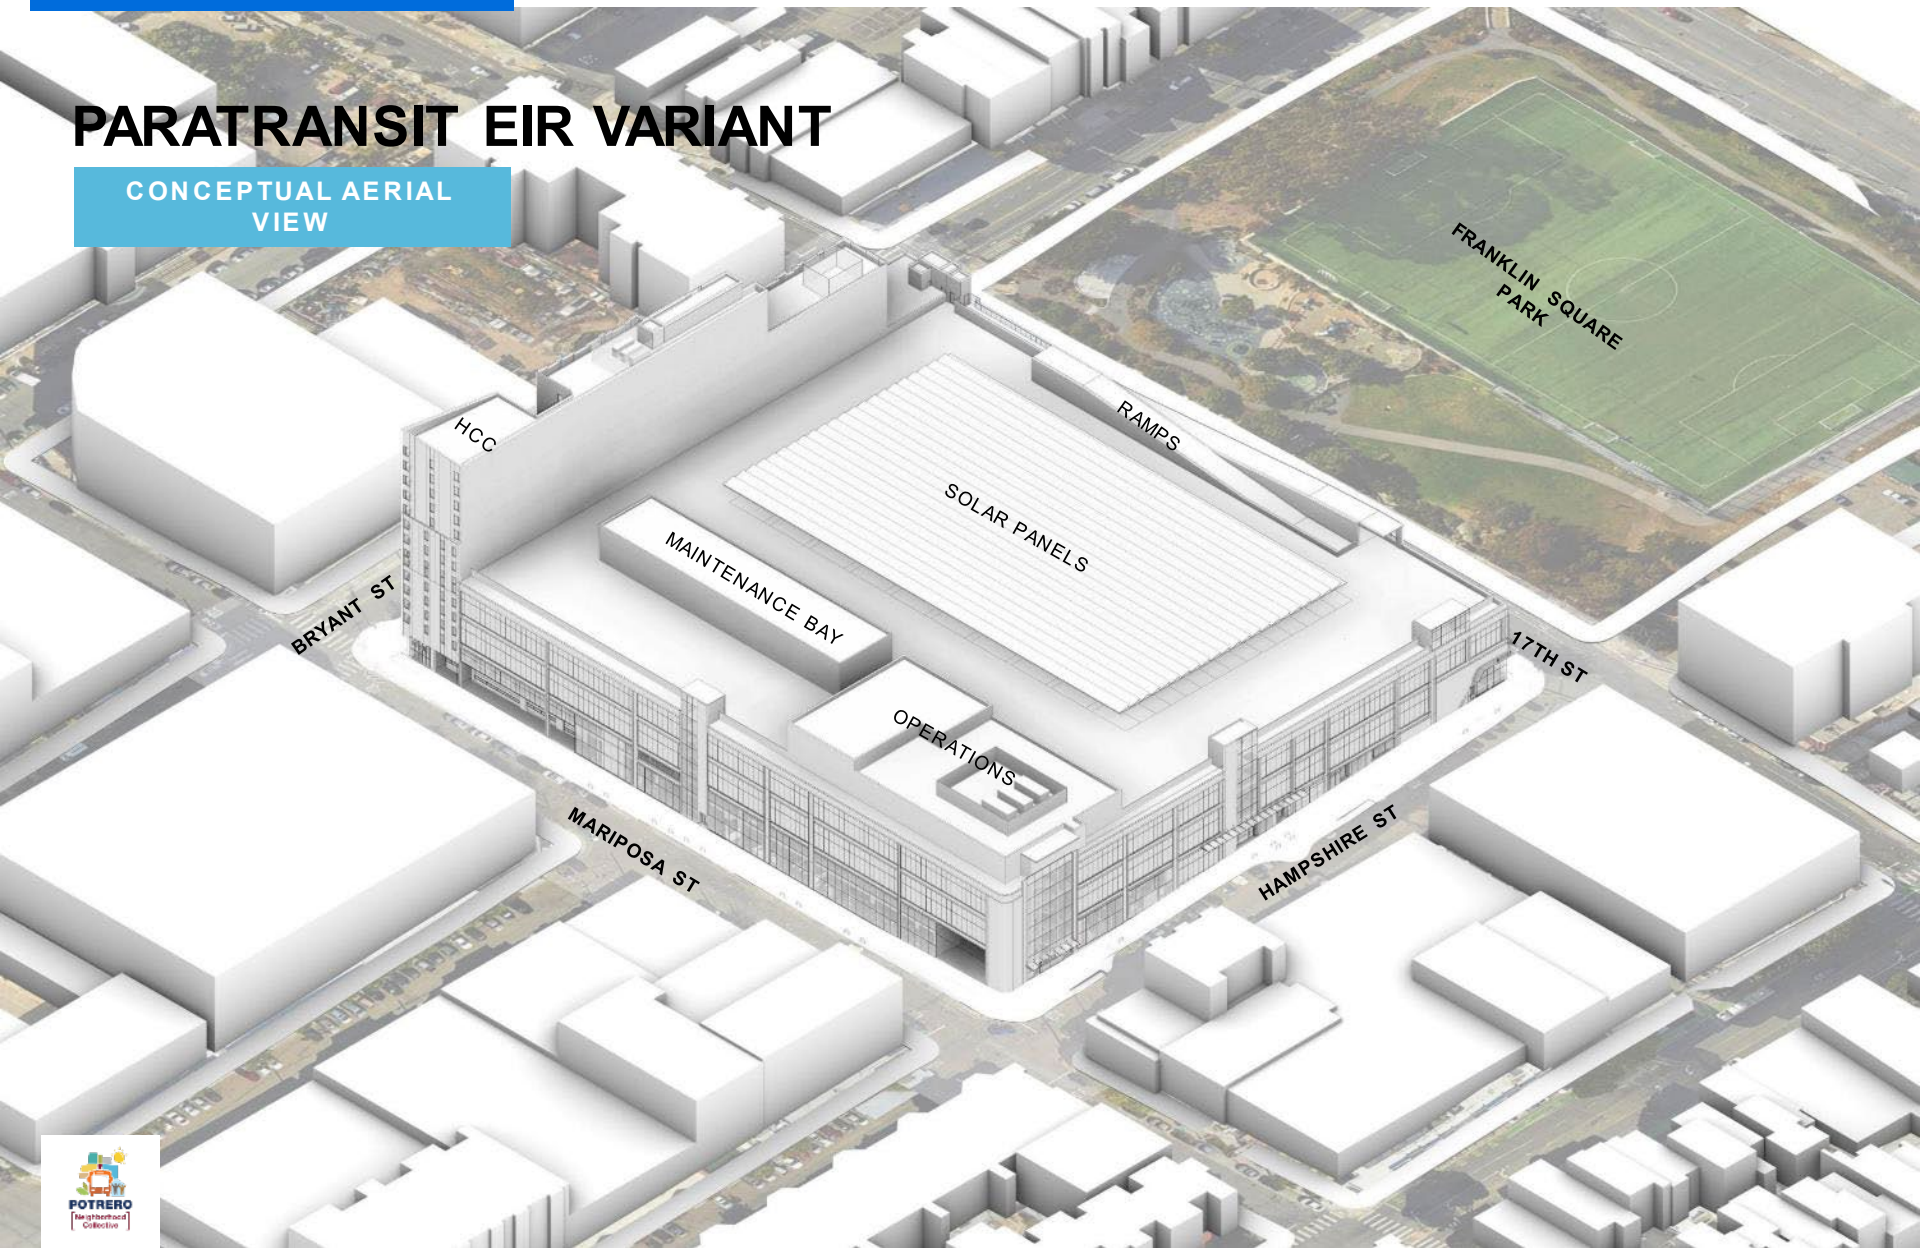 PARATRANSIT EIR VARIANT
CONCEPTUAL AERIAL
VIEW
FRANKLIN SQUARE
PARK
RAMPS
HCC
SOLAR PANELS
MAINTENANCE BAY
BRYANT ST
17TH ST
OPERATIONS
MARIPOSA ST
HAMPSHIRE ST
POTRERO
Neighborhood
Collective